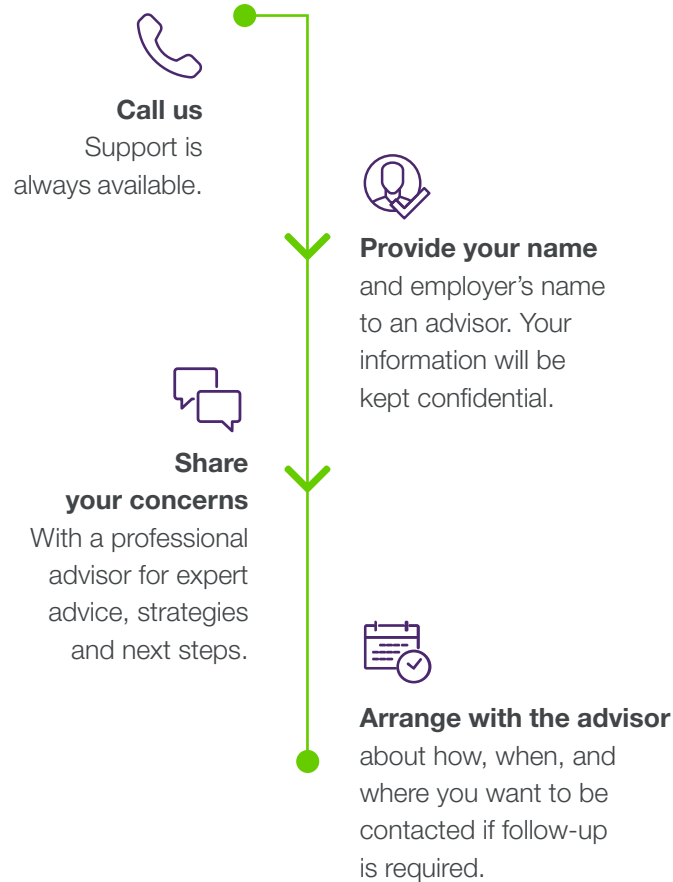 Call us
Support is
always available.
Provide your name
and employer’s name
to an advisor. Your
information will be
kept confidential.
Share
your concerns
With a professional
advisor for expert
advice, strategies
and next steps.
Arrange with the advisor
about how, when, and
where you want to be
contacted if follow-up
is required.